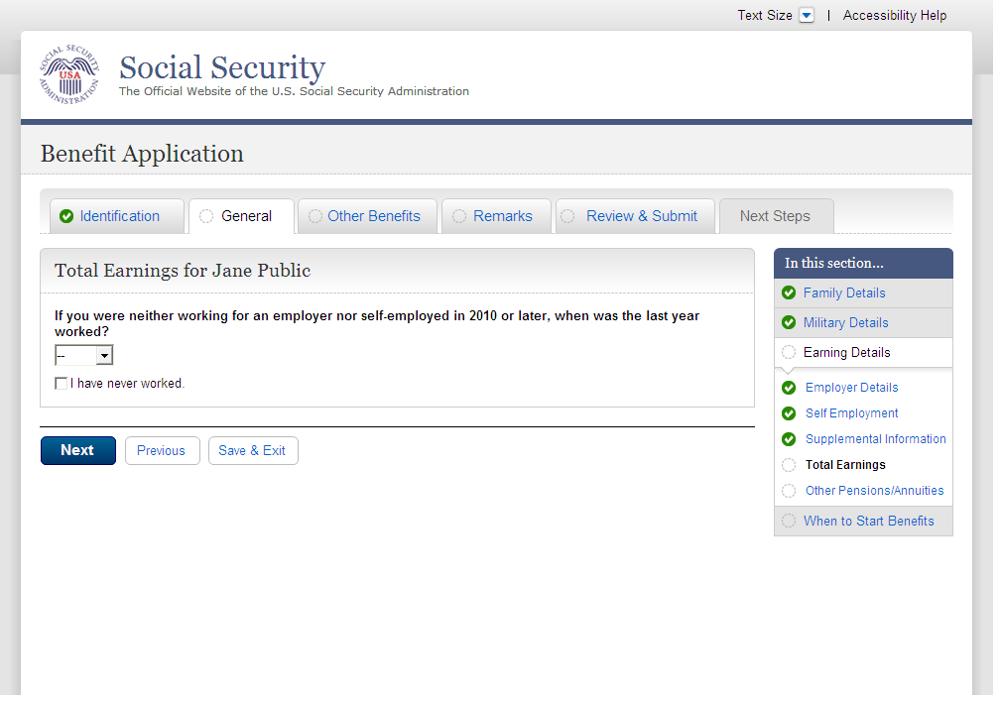 Text Size | Accessibility Help
SOCIAL SECURITY ADMINISTRATION
USA
Social Security
The Official Website of the U.S. Social Security Administration
Benefit Application
Identification General Other Benefits Remarks Review & Submit Next Steps
Total Earnings for Jane Public
If you were neither working for an employer nor self-employed in 2010 or later, when was the last year
worked?
--
I have never worked.
Next Previous Save & Exit
In this section...
Family Details
Military Details
Earning Details
Employer Details
Self Employment
Supplemental Information
Total Earnings
Other Pensions/Annuities
When to Start Benefits